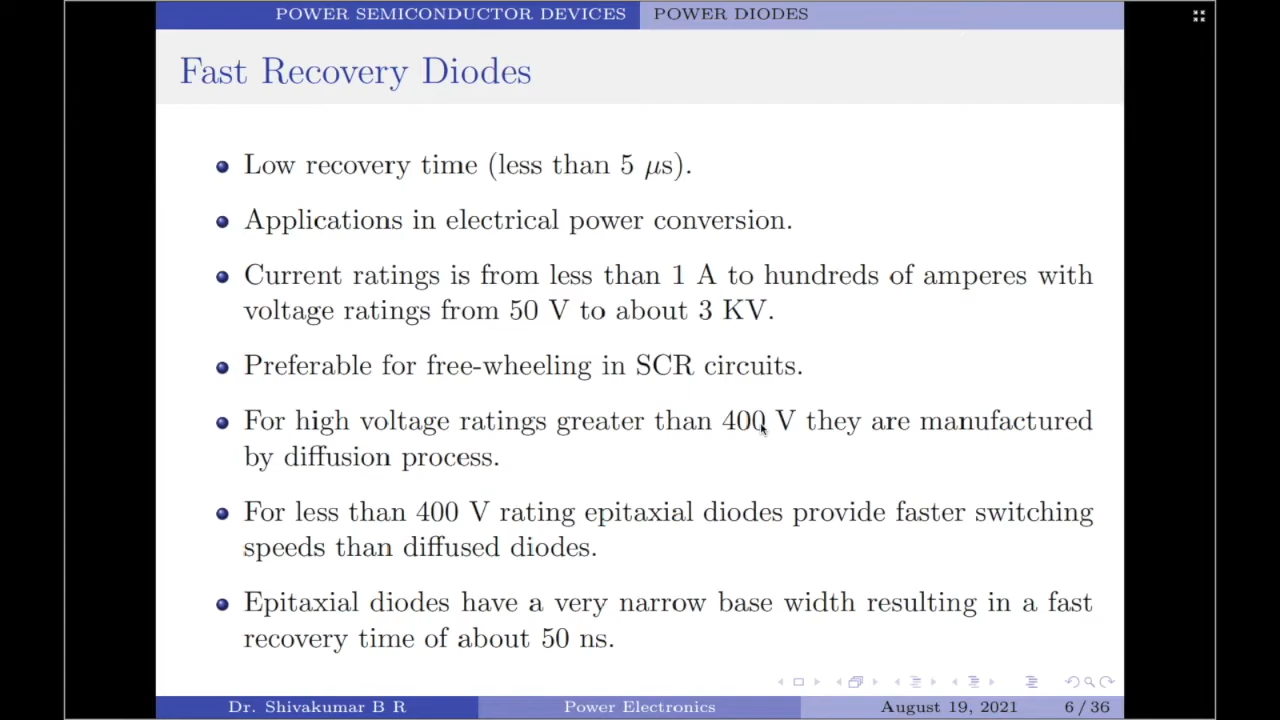 POWER SEMICONDUCTOR DEVICES POWER DIODES
Fast Recovery Diodes
Low recovery time (less than 5 μs).
Applications in electrical power conversion.
Current ratings is from less than 1 A to hundreds of amperes with
voltage ratings from 50 V to about 3 KV.
Preferable for free-wheeling in SCR circuits.
For high voltage ratings greater than 400 V they are manufactured
by diffusion process.
For less than 400 V rating epitaxial diodes provide faster switching
speeds than diffused diodes.
Epitaxial diodes have a very narrow base width resulting in a fast
recovery time of about 50 ns.
Dr. Shivakumar B R Power Electronics August 19, 2021 6 / 36